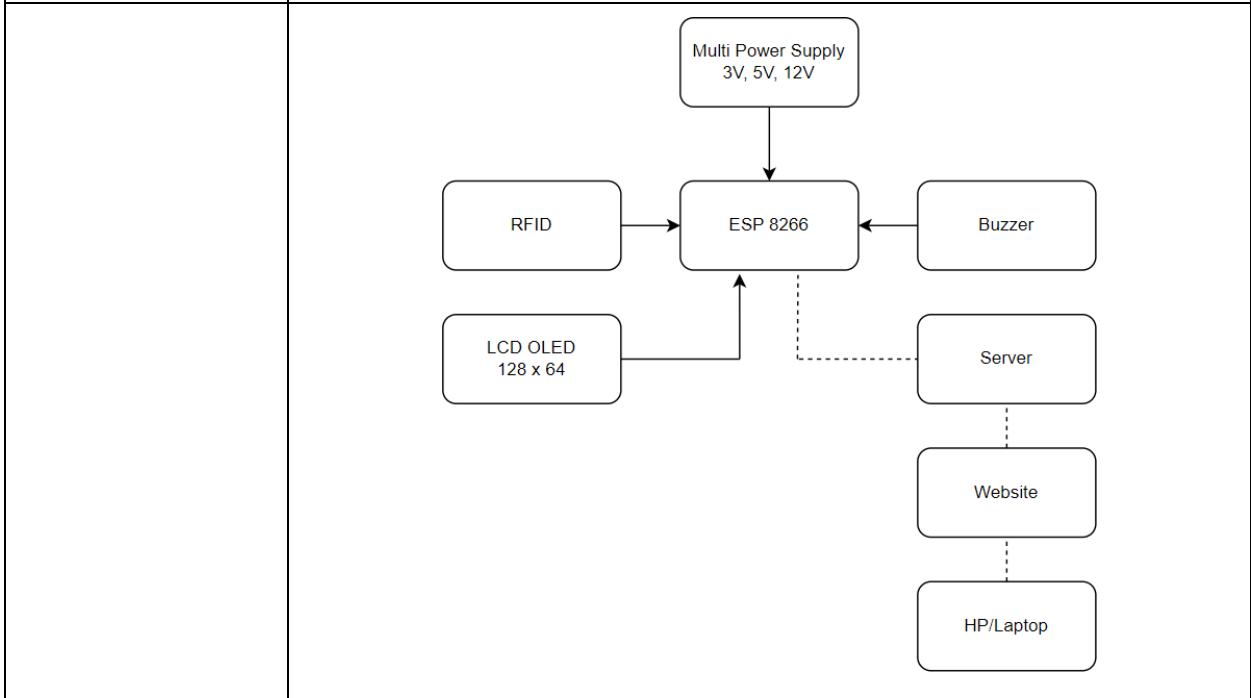 Multi Power Supply
3V, 5V, 12V
RFID
ESP 8266
Buzzer
LCD OLED
128 x 64
Server
Website
HP/Laptop